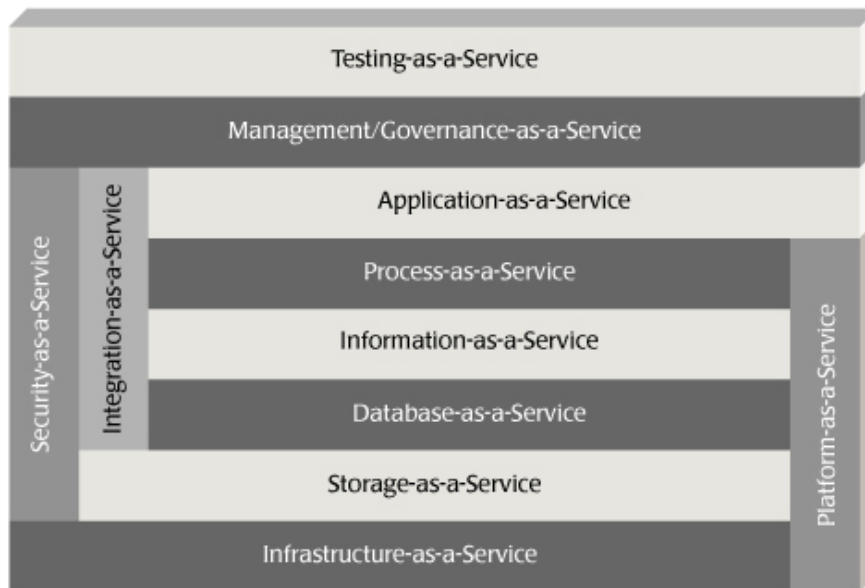 Testing-as-a-Service
Management/Governance-as-a-Service
Security-as-a-Service
Integration-as-a-Service
Application-as-a-Service
Process-as-a-Service
Information-as-a-Service
Database-as-a-Service
Storage-as-a-Service
Platform-as-a-Service
Infrastructure-as-a-Service